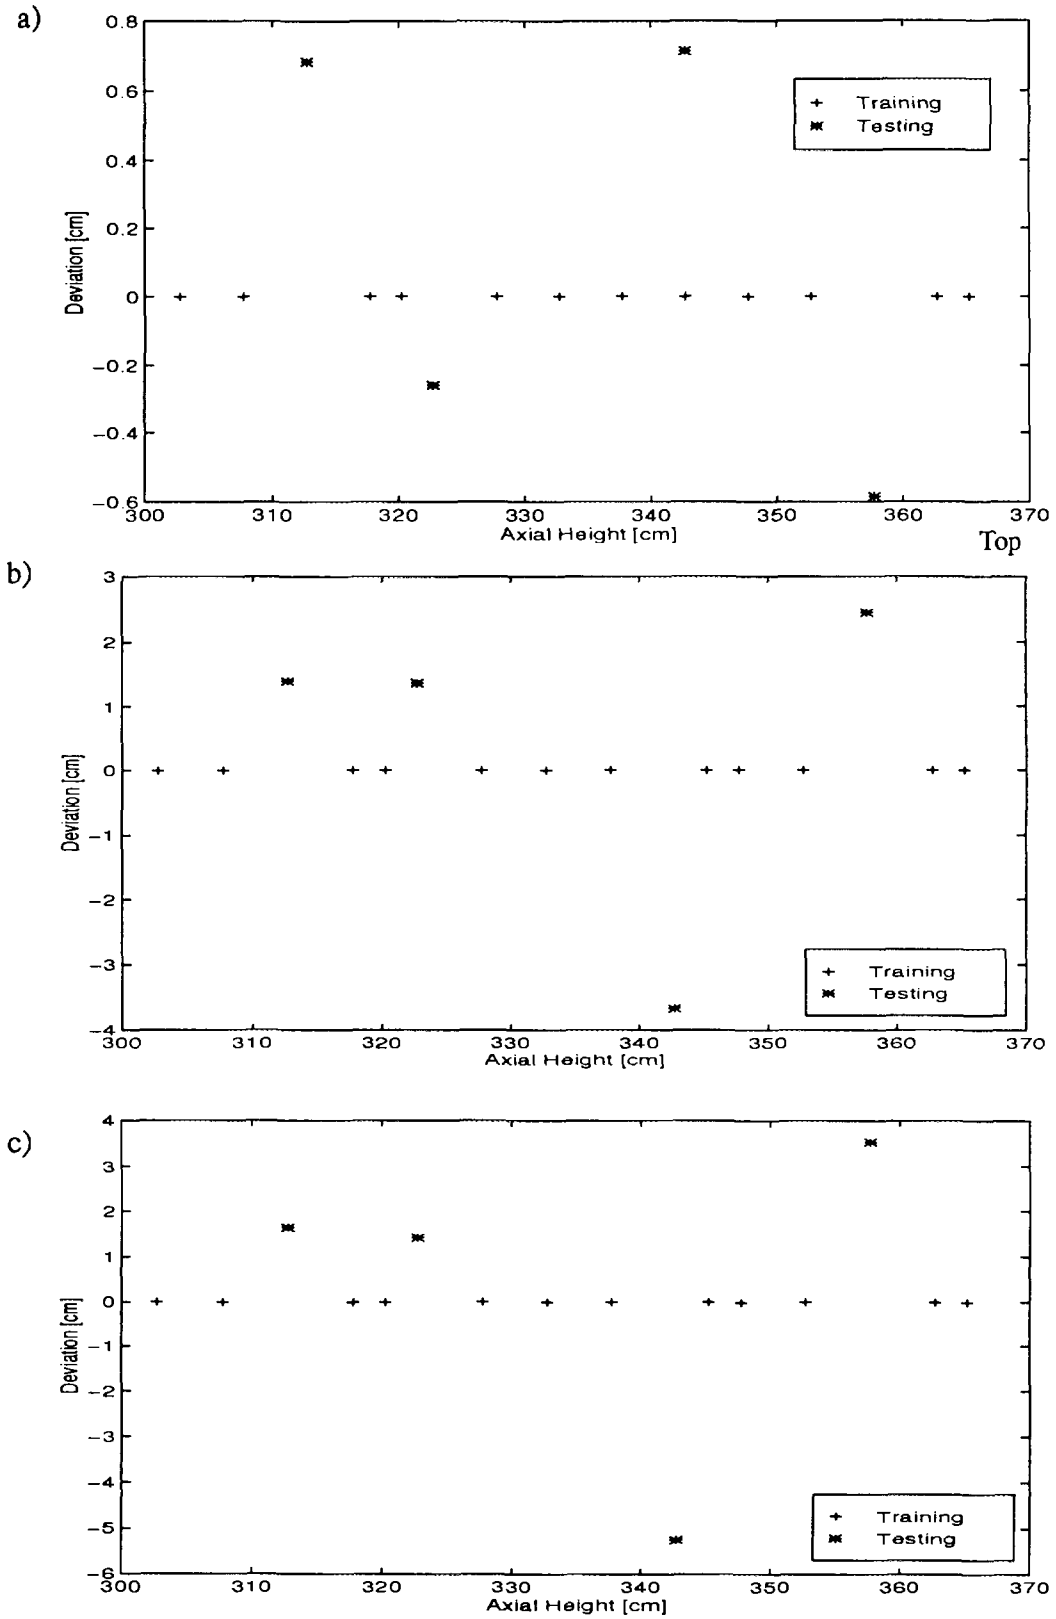 a)
0.8
0.6
0.4
0.2
0
−0.2
−0.4
−0.6
Deviation [cm]
+ Training
* Testing
300 310 320 330 340 350 360 370
Axial Height [cm]
Top
b)
3
2
1
0
−1
−2
−3
−4
Deviation [cm]
+ Training
* Testing
300 310 320 330 340 350 360 370
Axial Height [cm]
c)
4
3
2
1
0
−1
−2
−3
−4
−5
−6
Deviation [cm]
+ Training
* Testing
300 310 320 330 340 350 360 370
Axial Height [cm]